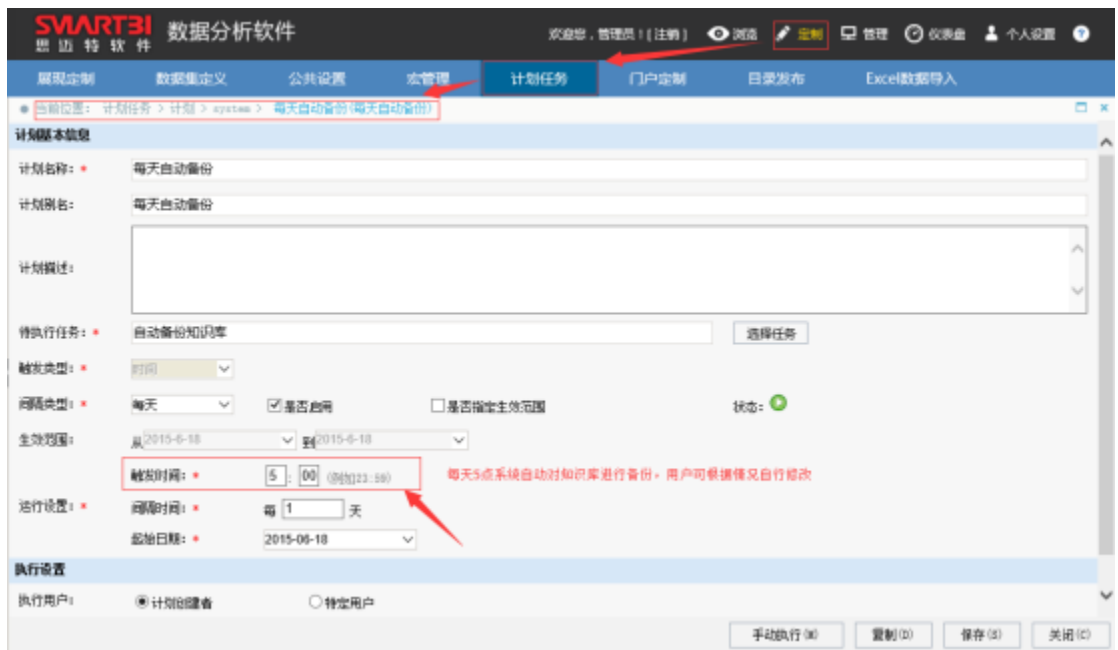 SMARTBI 数据分析软件 欢迎您，管理员！[注销] 浏览 定制 管理 仪表盘 个人设置 ?
思迈特软件
展现定制 数据集定义 公共设置 宏管理 计划任务 门户定制 目录发布 Excel数据导入
当前位置： 计划任务 > 计划 > system > 每天自动备份(每天自动备份)
计划基本信息
计划名称：* 每天自动备份
计划别名： 每天自动备份
计划描述：
待执行任务：* 自动备份知识库 选择任务
触发类型：* 时间
间隔类型：* 每天 是否启用 是否指定生效范围 状态：
生效范围： 从 2015-6-18 到 2015-6-18
触发时间：* 5 : 00 (例如23:59) 每天5点系统自动对知识库进行备份，用户可根据情况自行修改
运行设置：* 间隔时间：* 每 1 天
起始日期：* 2015-06-18
执行设置
执行用户： 计划创建者 特定用户
手动执行(M) 复制(D) 保存(S) 关闭(C)